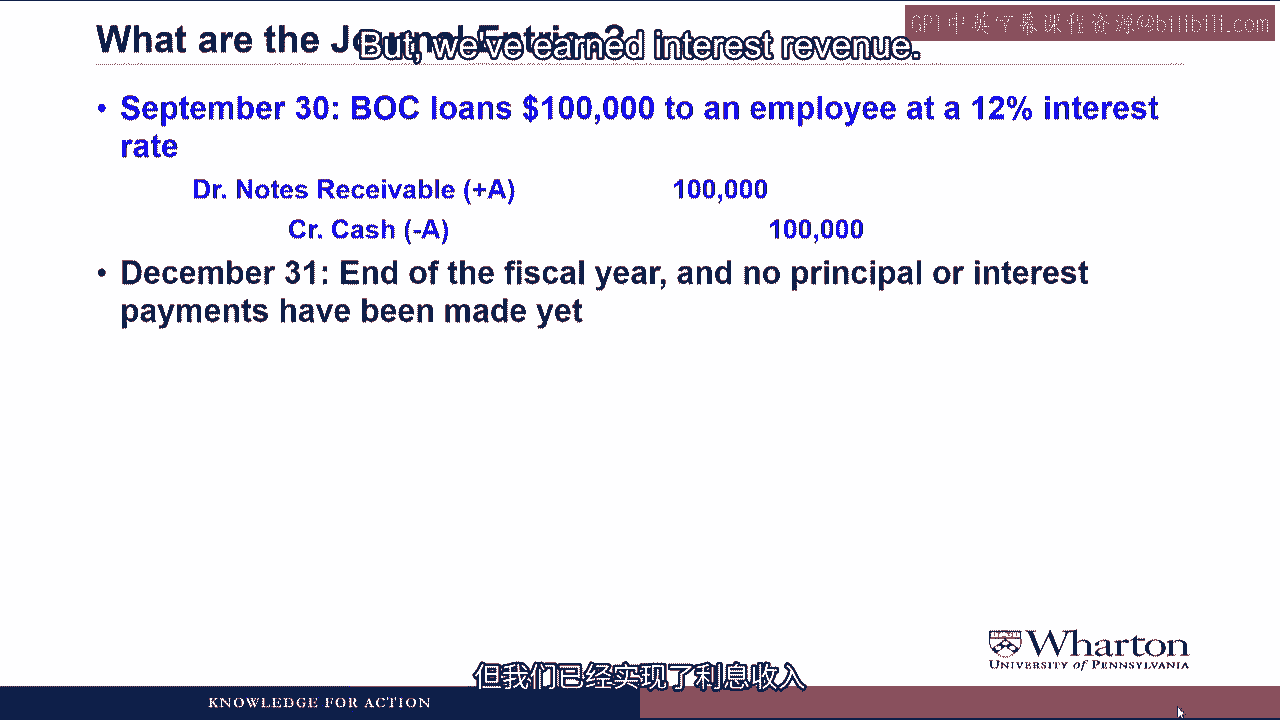 GPT中英字幕课程资源@bilibili.com
What are the Journal Entries?
But, we've earned interest revenue.
• September 30: BOC loans $100,000 to an employee at a 12% interest
rate
Dr. Notes Receivable (+A) 100,000
Cr. Cash (-A) 100,000
• December 31: End of the fiscal year, and no principal or interest
payments have been made yet
Wharton
UNIVERSITY of PENNSYLVANIA
但我们已经实现了利息收入
KNOWLEDGE FOR ACTION